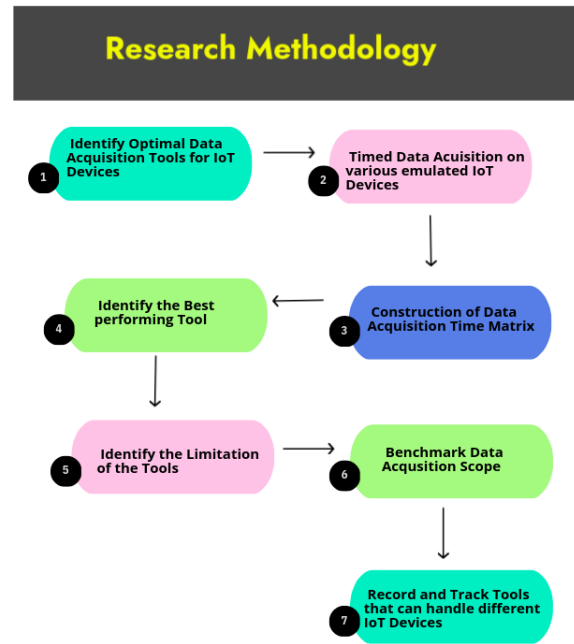 Research Methodology
1
Identify Optimal Data
Acquisition Tools for IoT
Devices
2
Timed Data Acuisition on
various emulated IoT
Devices
3
Construction of Data
Acquisition Time Matrix
4
Identify the Best
performing Tool
5
Identify the Limitation
of the Tools
6
Benchmark Data
Acqusition Scope
7
Record and Track Tools
that can handle different
IoT Devices